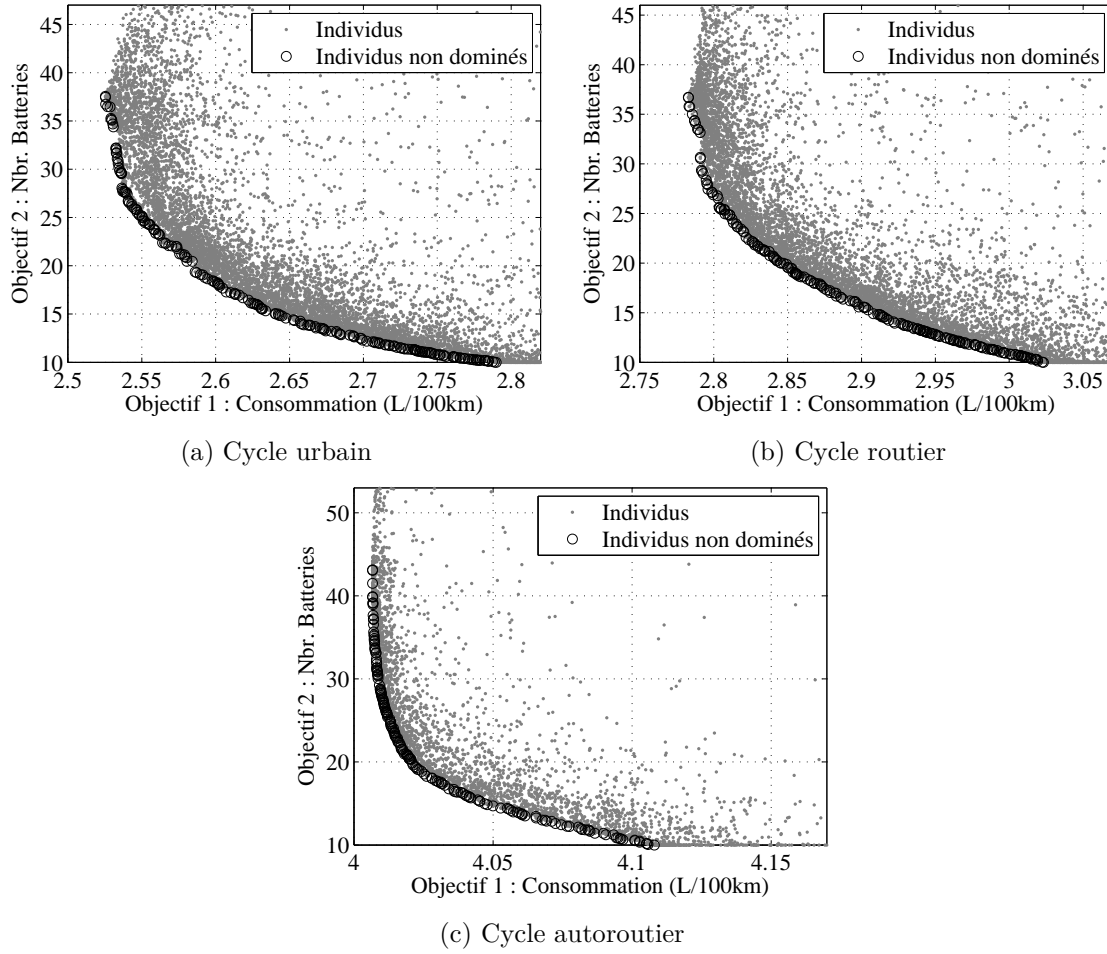 45
40
35
30
25
20
15
10
Objectif 2 : Nbr. Batteries
Individus
Individus non dominés
2.5
2.55
2.6
2.65
2.7
2.75
2.8
Objectif 1 : Consommation (L/100km)
(a) Cycle urbain
45
40
35
30
25
20
15
10
Objectif 2 : Nbr. Batteries
Individus
Individus non dominés
2.75
2.8
2.85
2.9
2.95
3
3.05
Objectif 1 : Consommation (L/100km)
(b) Cycle routier
50
40
30
20
10
Objectif 2 : Nbr. Batteries
Individus
Individus non dominés
4
4.05
4.1
4.15
Objectif 1 : Consommation (L/100km)
(c) Cycle autoroutier